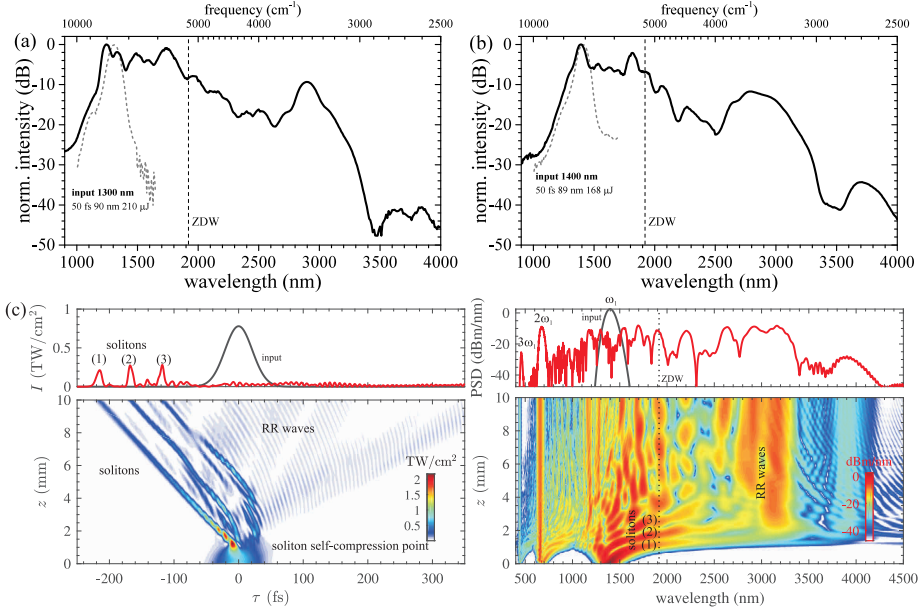 frequency (cm⁻¹)
10000 5000 4000 3000 2500
(a)
0
-10
-20
-30
-40
-50
norm. intensity (dB)
input 1300 nm
50 fs 90 nm 210 μJ
ZDW
1000 1500 2000 2500 3000 3500 4000
wavelength (nm)
frequency (cm⁻¹)
10000 5000 4000 3000 2500
(b)
0
-10
-20
-30
-40
-50
norm. intensity (dB)
input 1400 nm
50 fs 89 nm 168 μJ
ZDW
1000 1500 2000 2500 3000 3500 4000
wavelength (nm)
(c)
1
0.5
0
I (TW/cm²)
solitons
(1) (2) (3)
input
10
8
6
4
2
0
z (mm)
RR waves
solitons
soliton self-compression point
TW/cm²
2
1.5
1
0.5
-200 -100 0 100 200 300
τ (fs)
PSD (dBm/nm)
0
-20
-40
3ω₁
2ω₁
input
ω₁
ZDW
10
8
6
4
2
0
z (mm)
solitons
(3)
(2)
(1)
RR waves
dBm/nm
0
-20
-40
500 1000 1500 2000 2500 3000 3500 4000 4500
wavelength (nm)